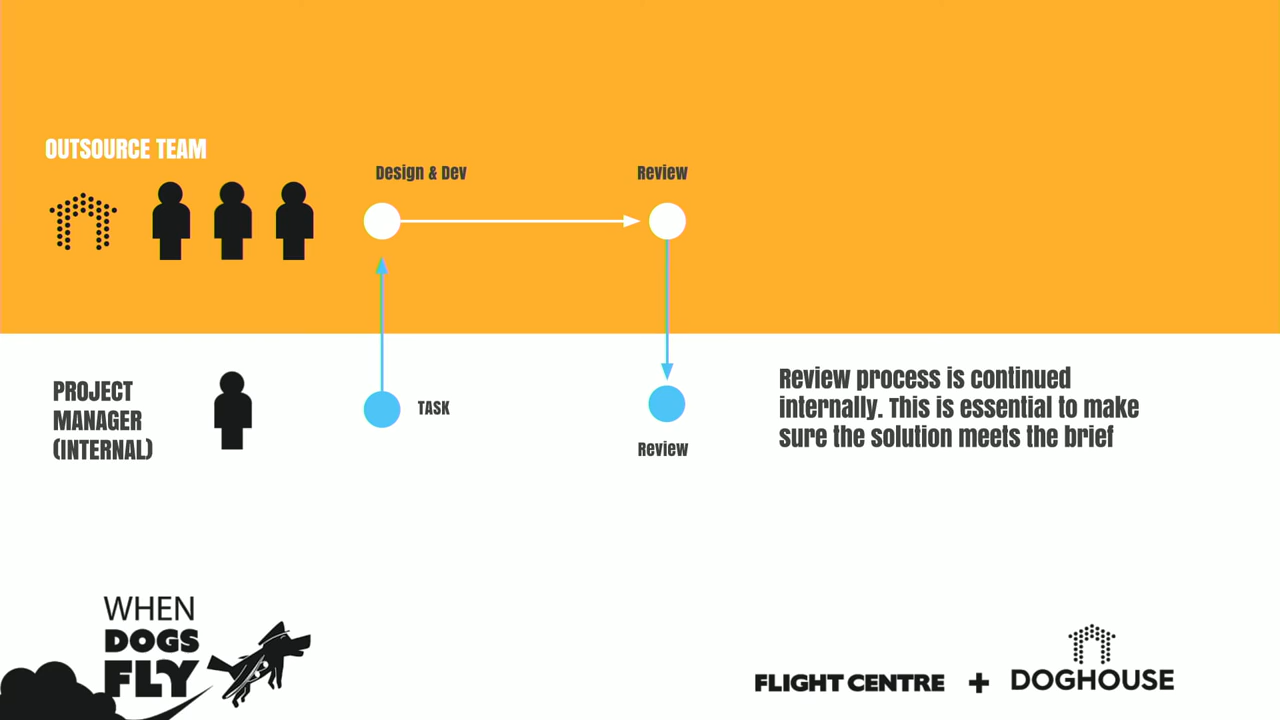 OUTSOURCE TEAM
Design & Dev
Review
PROJECT
MANAGER
(INTERNAL)
TASK
Review
Review process is continued
internally. This is essential to make
sure the solution meets the brief
WHEN
DOGS
FLY
FLIGHT CENTRE + DOGHOUSE